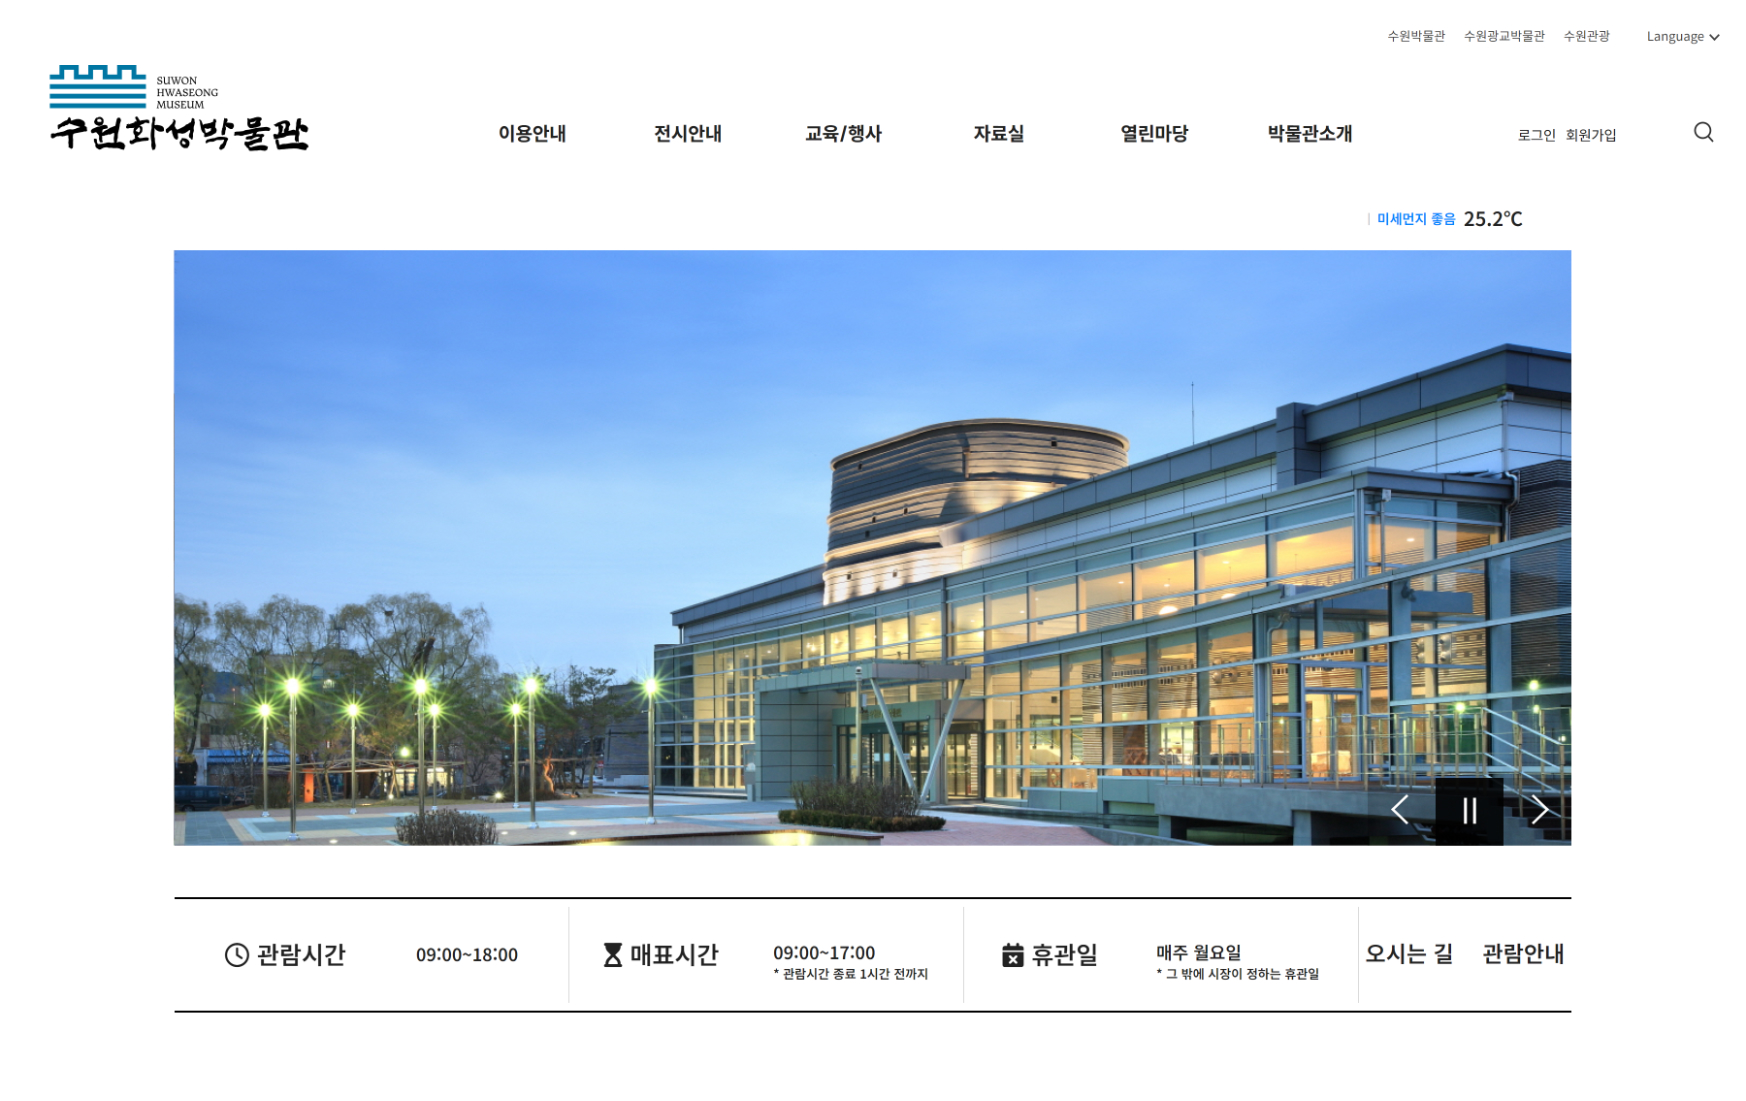 수원박물관 수원광교박물관 수원관광 Language
SUWON
HWASEONG
MUSEUM
수원화성박물관
이용안내 전시안내 교육/행사 자료실 열린마당 박물관소개 로그인 회원가입
미세먼지 좋음 25.2℃
관람시간 09:00~18:00
매표시간 09:00~17:00
* 관람시간 종료 1시간 전까지
휴관일 매주 월요일
* 그 밖에 시장이 정하는 휴관일
오시는 길 관람안내